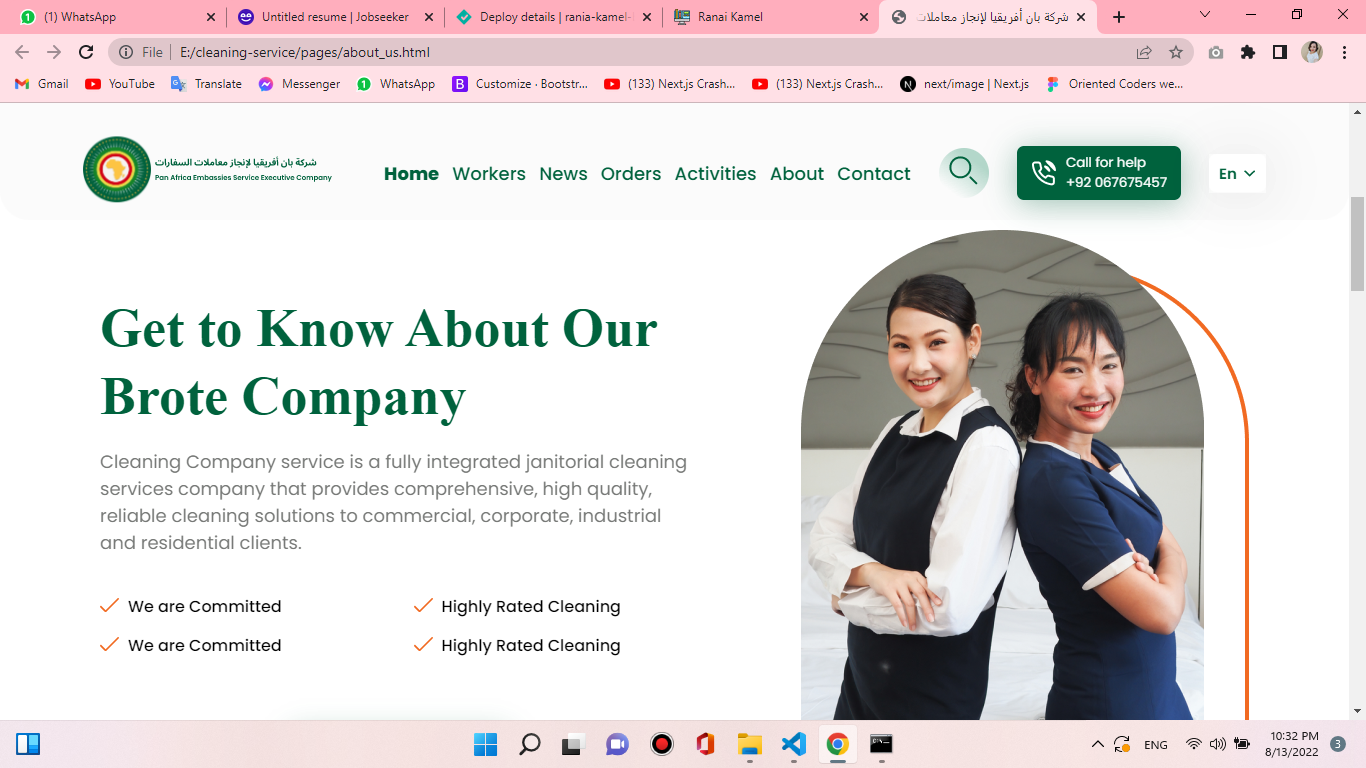 (1) WhatsApp
Untitled resume | Jobseeker
Deploy details | rania-kamel-
Ranai Kamel
شركة بان أفريقيا لإنجاز معاملات
File
E:/cleaning-service/pages/about_us.html
Gmail
YouTube
Translate
Messenger
WhatsApp
Customize · Bootstr...
(133) Next.js Crash...
(133) Next.js Crash...
next/image | Next.js
Oriented Coders we...
شركة بان أفريقيا لإنجاز معاملات السفارات
Pan Africa Embassies Service Executive Company
Home Workers News Orders Activities About Contact
Call for help
+92 067675457
En
Get to Know About Our
Brote Company
Cleaning Company service is a fully integrated janitorial cleaning
services company that provides comprehensive, high quality,
reliable cleaning solutions to commercial, corporate, industrial
and residential clients.
We are Committed
Highly Rated Cleaning
We are Committed
Highly Rated Cleaning
ENG
10:32 PM
8/13/2022
3